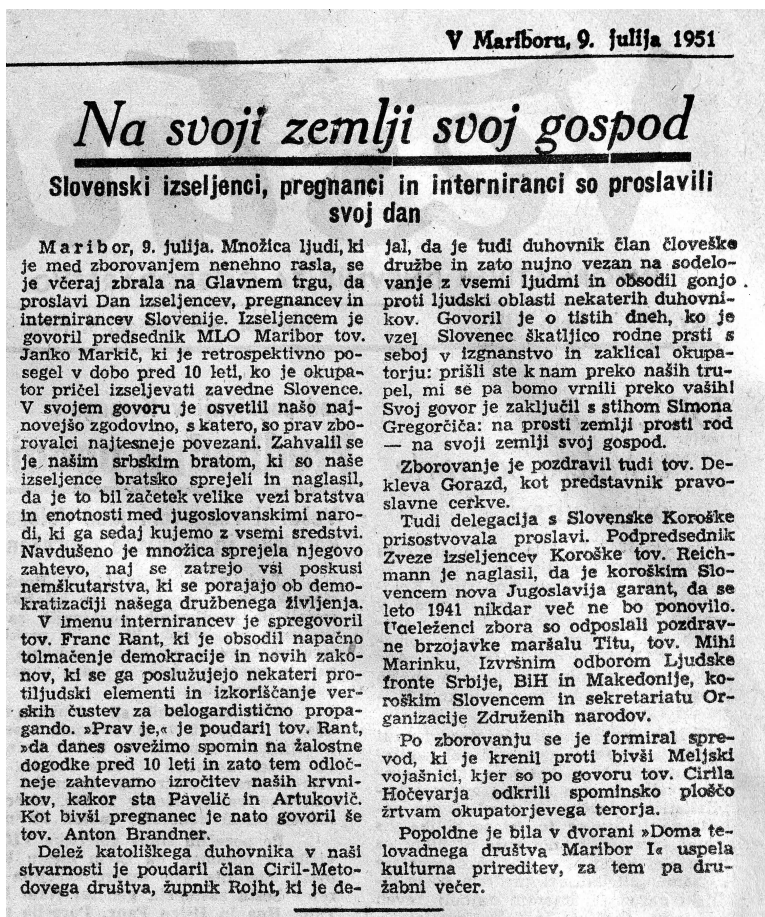 V Mariboru, 9. julija 1951
Na svoji zemlji svoj gospod
Slovenski izseljenci, pregnanci in interniranci so proslavili
svoj dan
Maribor, 9. julija. Množica ljudi, ki
je med zborovanjem nenehno rasla, se
je včeraj zbrala na Glavnem trgu, da
proslavi Dan izseljencev, pregnancev in
internirancev Slovenije. Izseljencem je
govoril predsednik MLO Maribor tov.
Janko Markič, ki je retrospektivno po-
segel v dobo pred 10 leti, ko je okupa-
tor pričel izseljevati zavedne Slovence.
V svojem govoru je osvetlil našo naj-
novejšo zgodovino, s katero, so prav zbo-
rovalci najtesneje povezani. Zahvalil se
je našim srbskim bratom, ki so naše
izseljence bratsko sprejeli in naglasil,
da je to bil začetek velike vezi bratstva
in enotnosti med jugoslovanskimi naro-
di, ki ga sedaj kujemo z vsemi sredstvi.
Navdušeno je množica sprejela njegovo
zahtevo, naj se zatrejo vsi poskusi
nemškutarstva, ki se porajajo ob demo-
kratizaciji našega družbenega življenja.
V imenu internirancev je spregovoril
tov. Franc Rant, ki je obsodil napačno
tolmačenje demokracije in novih zako-
nov, ki se ga poslužujejo nekateri pro-
tiljudski elementi in izkoriščanje ver-
skih čustev za belogardistično propa-
gando. »Prav je,« je poudaril tov. Rant,
»da danes osvežimo spomin na žalostne
dogodke pred 10 leti in zato tem odloč-
neje zahtevamo izročitev naših krvni-
kov, kakor sta Pavelič in Artukovič.
Kot bivši pregnanec je nato govoril še
tov. Anton Brandner.
Delež katoliškega duhovnika v naši
stvarnosti je poudaril član Ciril-Meto-
dovega društva, župnik Rojht, ki je de-
jal, da je tudi duhovnik član človeške
družbe in zato nujno vezan na sodelo-
vanje z vsemi ljudmi in obsodil gonjo
proti ljudski oblasti nekaterih duhovni-
kov. Govoril je o tistih dneh, ko je
vzel Slovenec škatljico rodne prsti s
seboj v izgnanstvo in zaklical okupa-
torju: prišli ste k nam preko naših tru-
pel, mi se pa bomo vrnili preko vaših!
Svoj govor je zaključil s stihom Simona
Gregorčiča: na prosti zemlji prosti rod
— na svoji zemlji svoj gospod.
Zborovanje je pozdravil tudi tov. De-
kleva Gorazd, kot predstavnik pravo-
slavne cerkve.
Tudi delegacija s Slovenske Koroške
prisostvovala proslavi. Podpredsednik
Zveze izseljencev Koroške tov. Reich-
mann je naglasil, da je koroškim Slo-
vencem nova Jugoslavija garant, da se
leto 1941 nikdar več ne bo ponovilo.
Udeleženci zbora so odposlali pozdrav-
ne brzojavke maršalu Titu, tov. Mihi
Marinku, Izvršnim odborom Ljudske
fronte Srbije, BiH in Makedonije, ko-
roškim Slovencem in sekretariatu Or-
ganizacije Združenih narodov.
Po zborovanju se je formiral spre-
vod, ki je krenil proti bivši Meljski
vojašnici, kjer so po govoru tov. Cirila
Hočevarja odkrili spominsko ploščo
žrtvam okupatorjevega terorja.
Popoldne je bila v dvorani »Doma te-
lovadnega društva Maribor I« uspela
kulturna prireditev, za tem pa dru-
žabni večer.